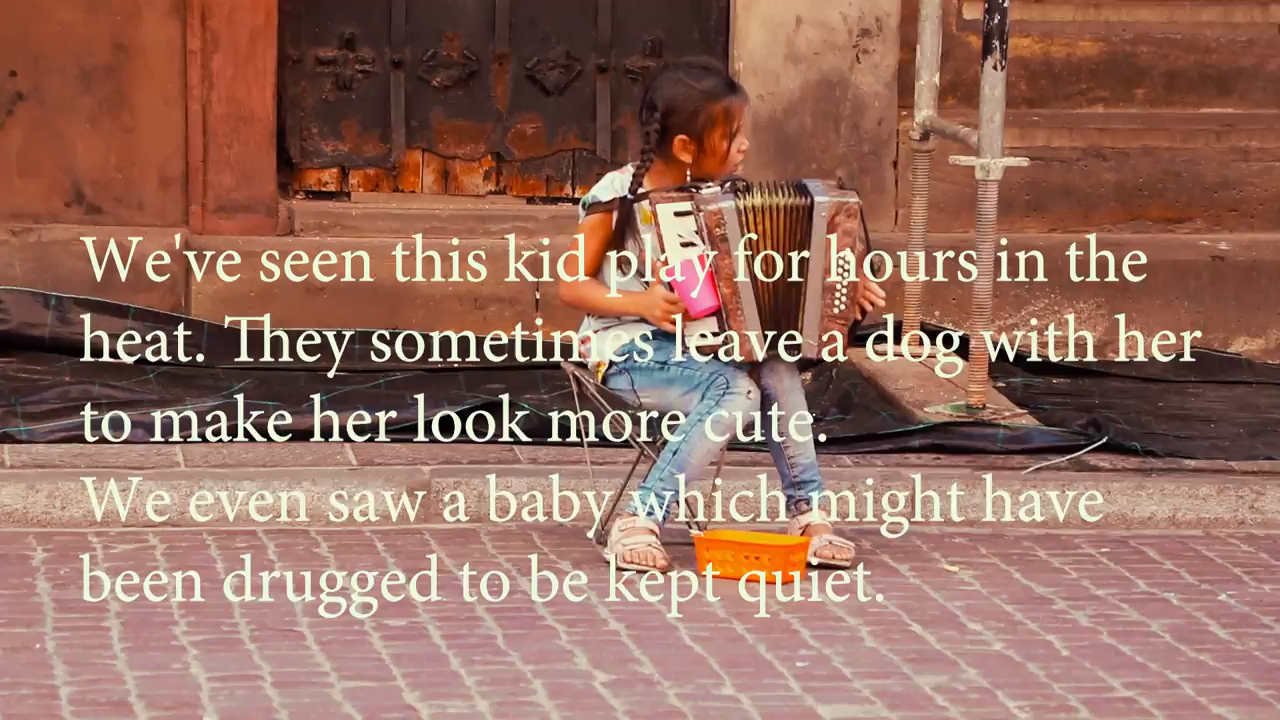 We've seen this kid play for hours in the
heat. They sometimes leave a dog with her
to make her look more cute.
We even saw a baby which might have
been drugged to be kept quiet.